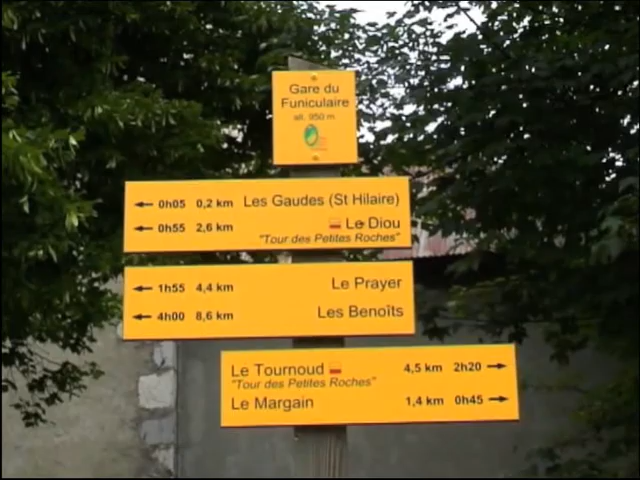 Gare du
Funiculaire
alt. 950 m
0h05 0,2 km Les Gaudes (St Hilaire)
0h55 2,6 km Le Diou
"Tour des Petites Roches"
1h55 4,4 km Le Prayer
4h00 8,6 km Les Benoîts
Le Tournoud 4,5 km 2h20
"Tour des Petites Roches"
Le Margain 1,4 km 0h45